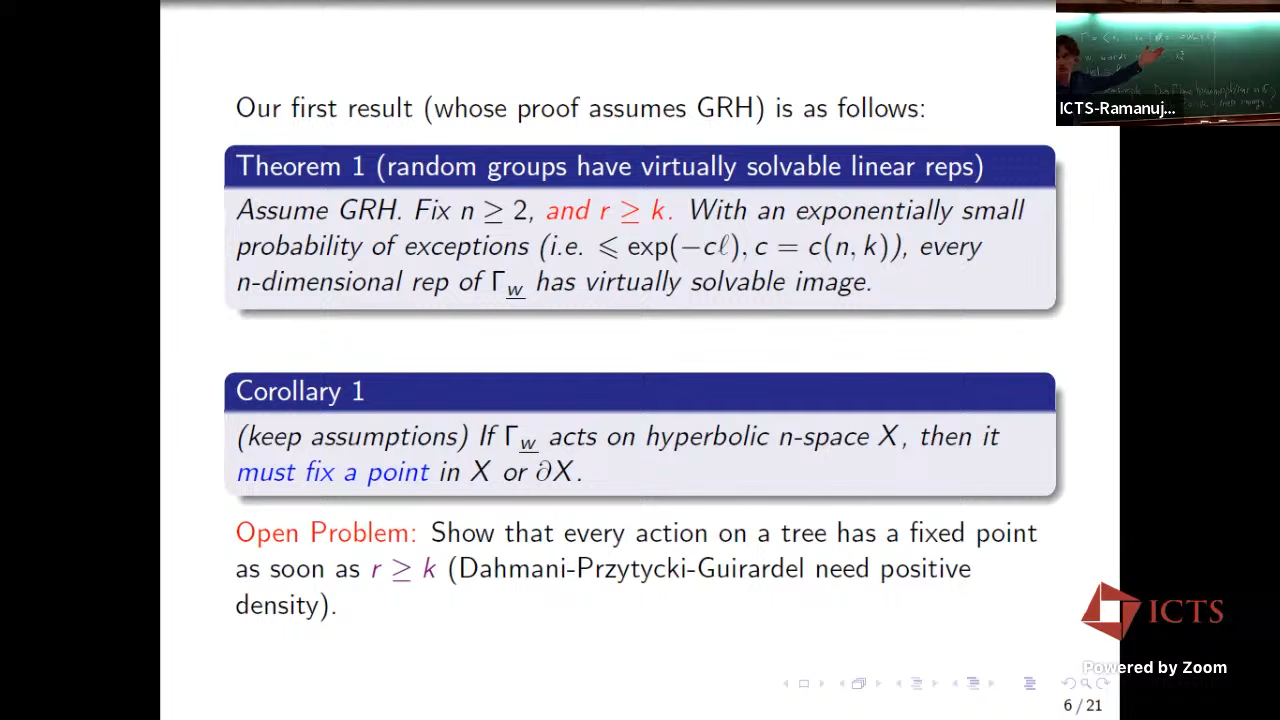 Our first result (whose proof assumes GRH) is as follows:
Theorem 1 (random groups have virtually solvable linear reps)
Assume GRH. Fix n ≥ 2, and r ≥ k. With an exponentially small
probability of exceptions (i.e. ⩽ exp(−cℓ), c = c(n, k)), every
n-dimensional rep of Γ_w has virtually solvable image.
Corollary 1
(keep assumptions) If Γ_w acts on hyperbolic n-space X, then it
must fix a point in X or ∂X.
Open Problem: Show that every action on a tree has a fixed point
as soon as r ≥ k (Dahmani-Przytycki-Guirardel need positive
density).
ICTS-Ramanuj...
ICTS
Powered by Zoom
6 / 21